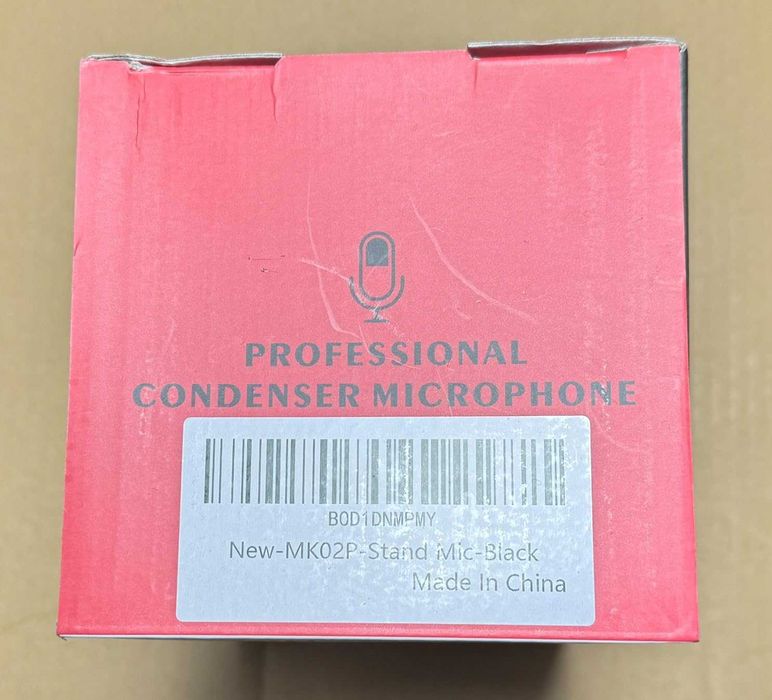 PROFESSIONAL
CONDENSER MICROPHONE
B0D1DNMPMY
New-MK02P-Stand Mic-Black
Made In China